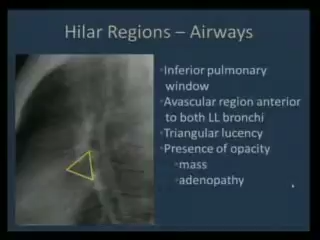 Hilar Regions – Airways
•Inferior pulmonary
window
•Avascular region anterior
to both LL bronchi
•Triangular lucency
•Presence of opacity
•mass
•adenopathy